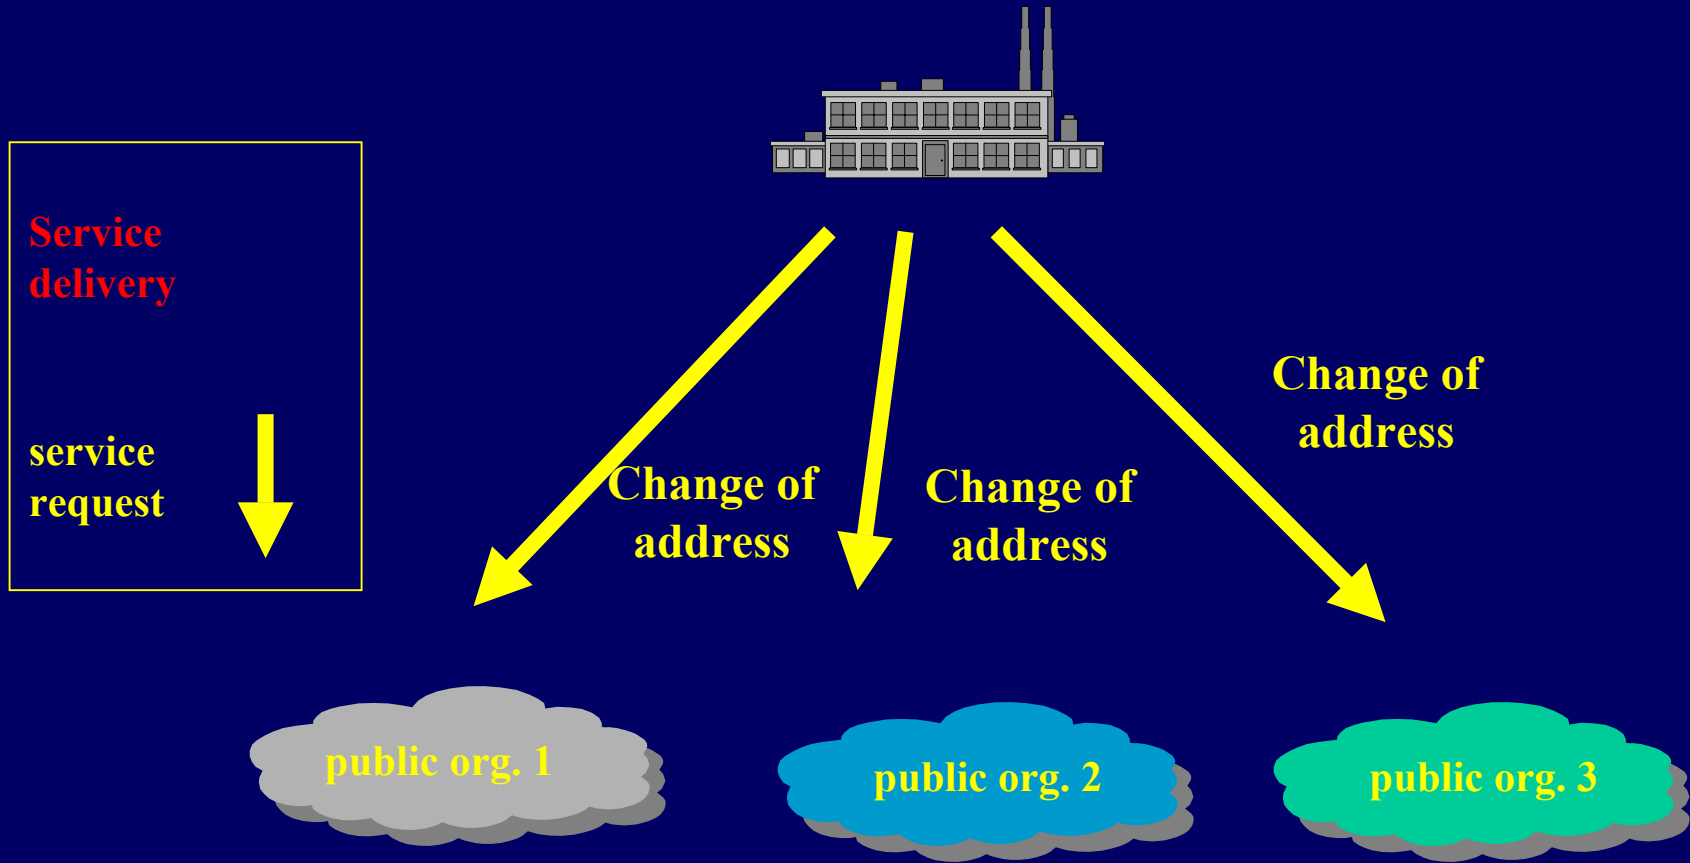 Service
delivery
service
request
Change of
address
Change of
address
Change of
address
public org. 1
public org. 2
public org. 3